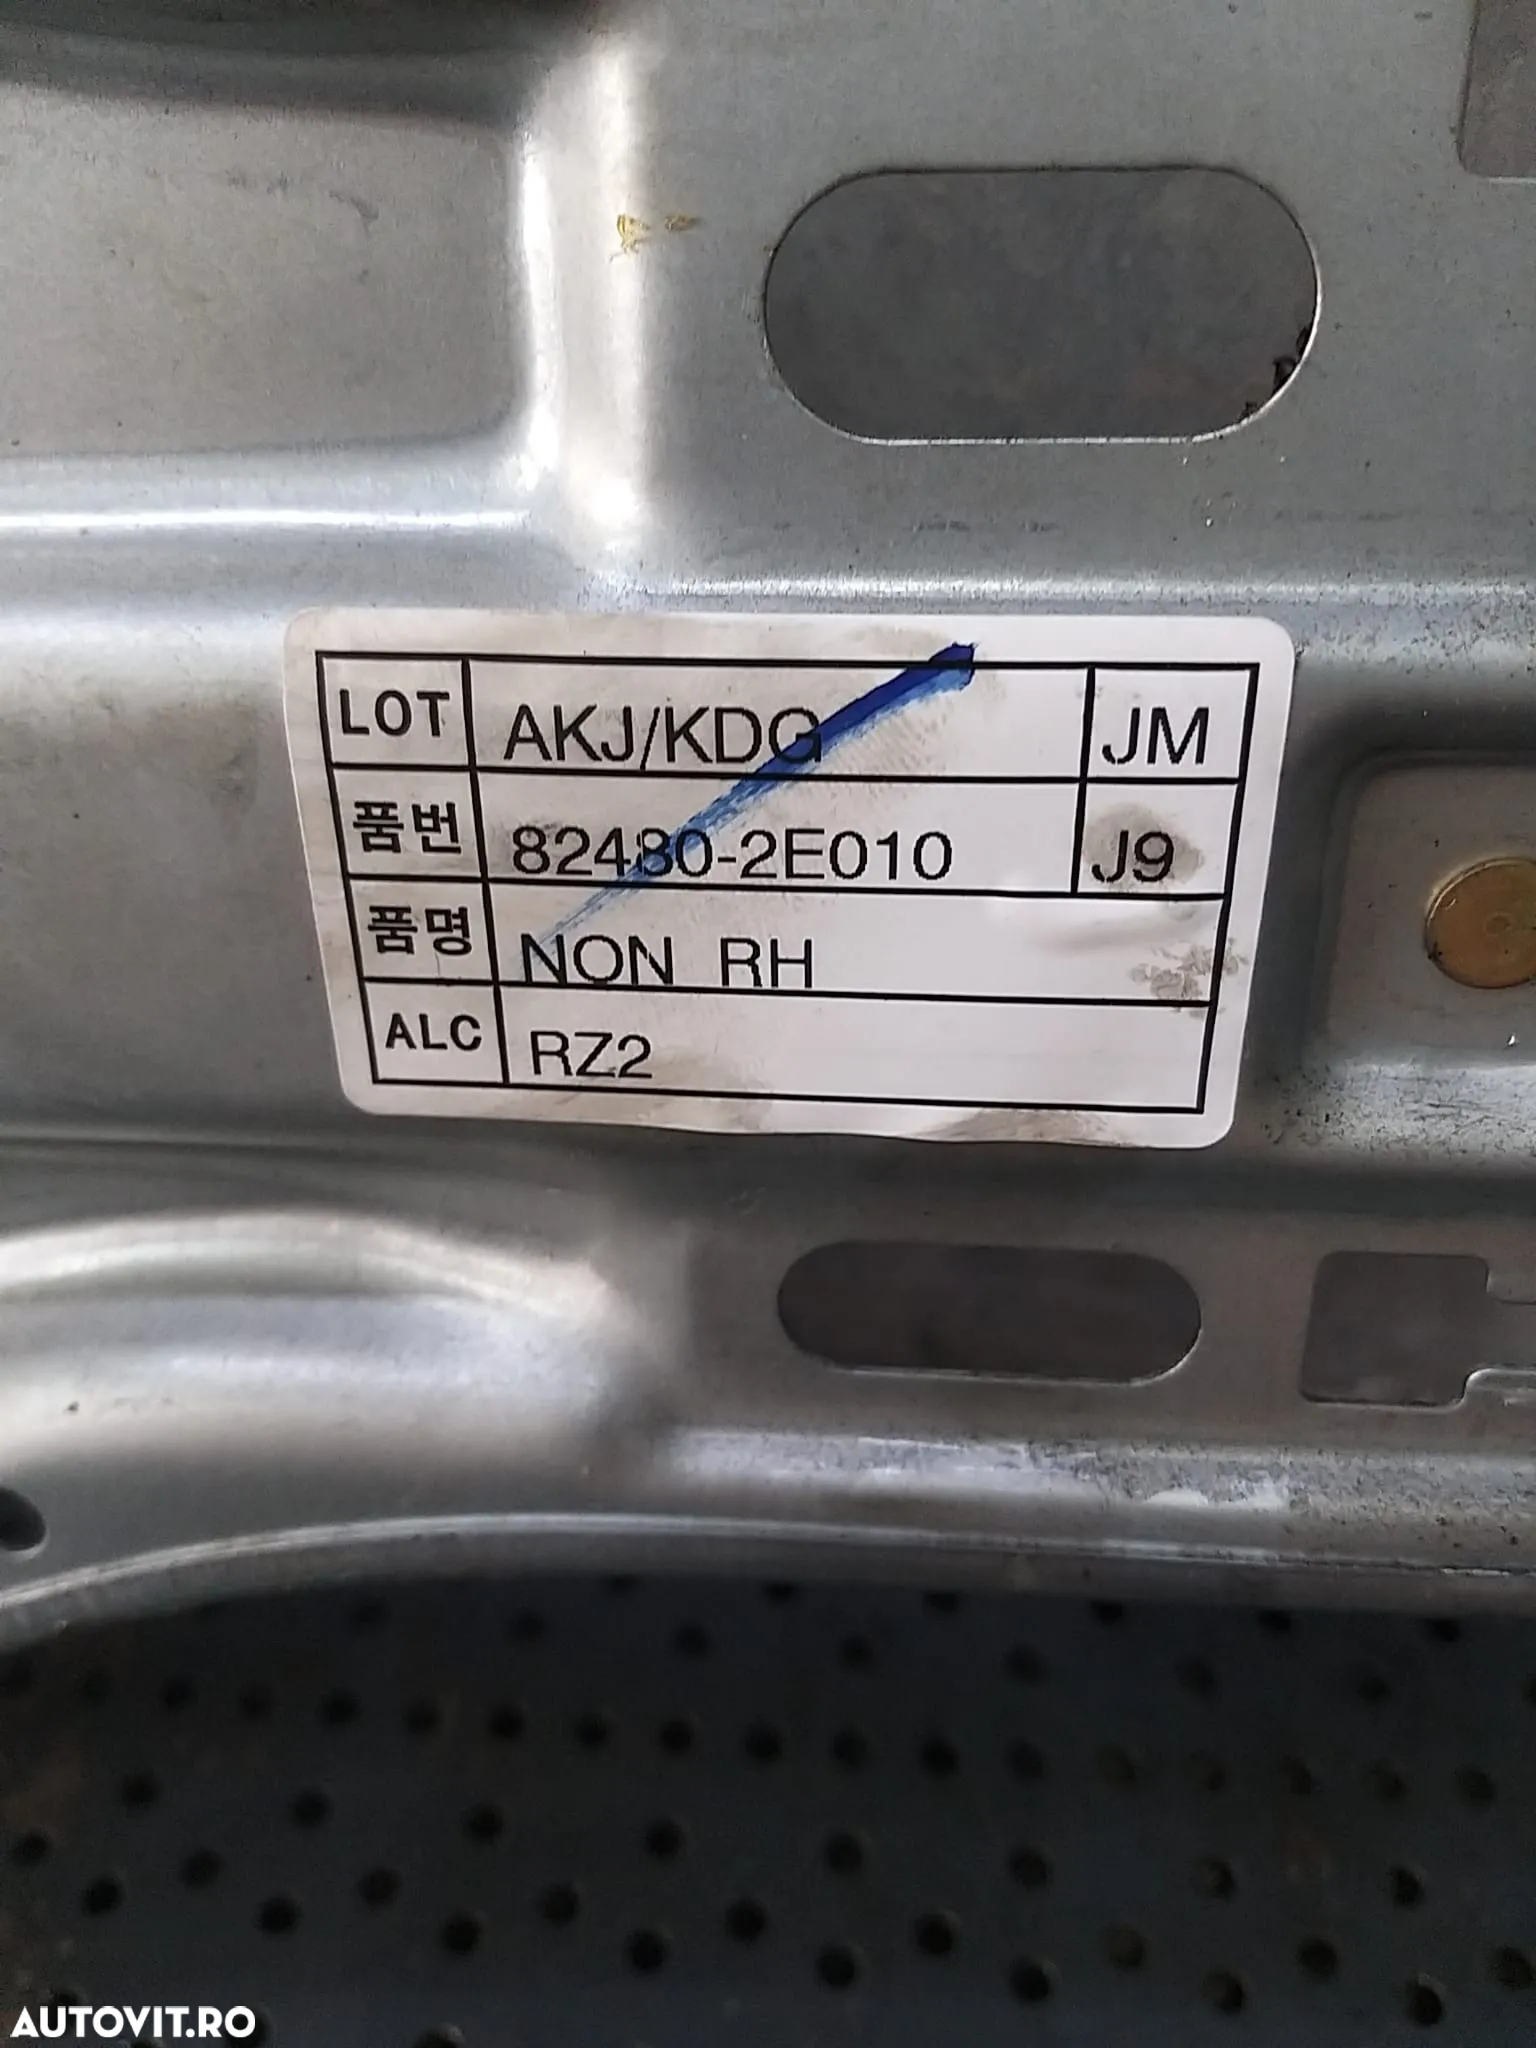 LOT AKJ/KDG JM
품번 82480-2E010 J9
품명 NON RH
ALC RZ2
AUTOVIT.RO